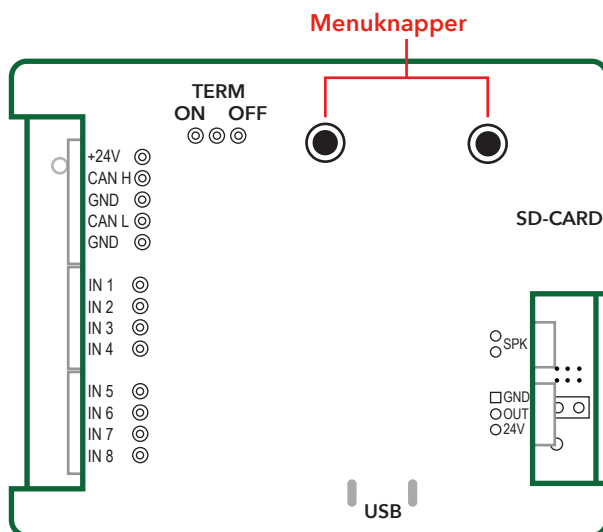 Menuknapper
TERM
ON OFF
+24V
CAN H
GND
CAN L
GND
IN 1
IN 2
IN 3
IN 4
IN 5
IN 6
IN 7
IN 8
SD-CARD
SPK
GND
OUT
24V
USB